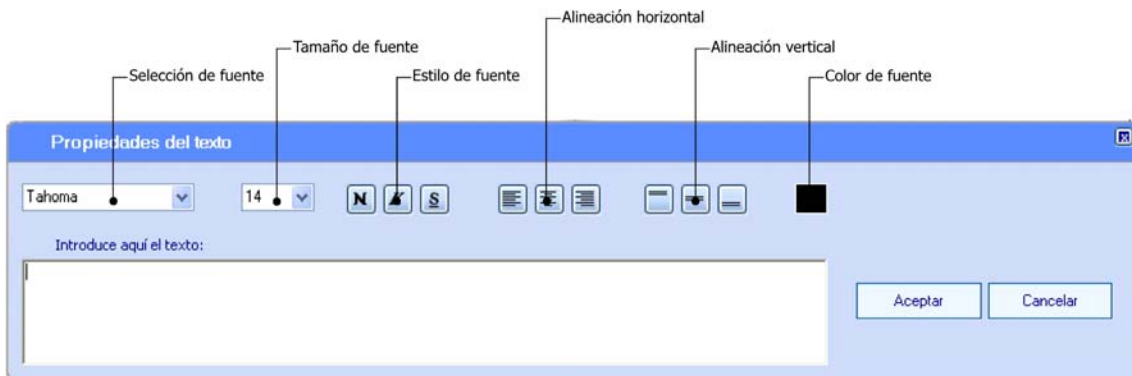 Alineación horizontal
Tamaño de fuente
Alineación vertical
Selección de fuente
Estilo de fuente
Color de fuente
Propiedades del texto
Tahoma
14
N K S
Introduce aquí el texto:
Aceptar
Cancelar